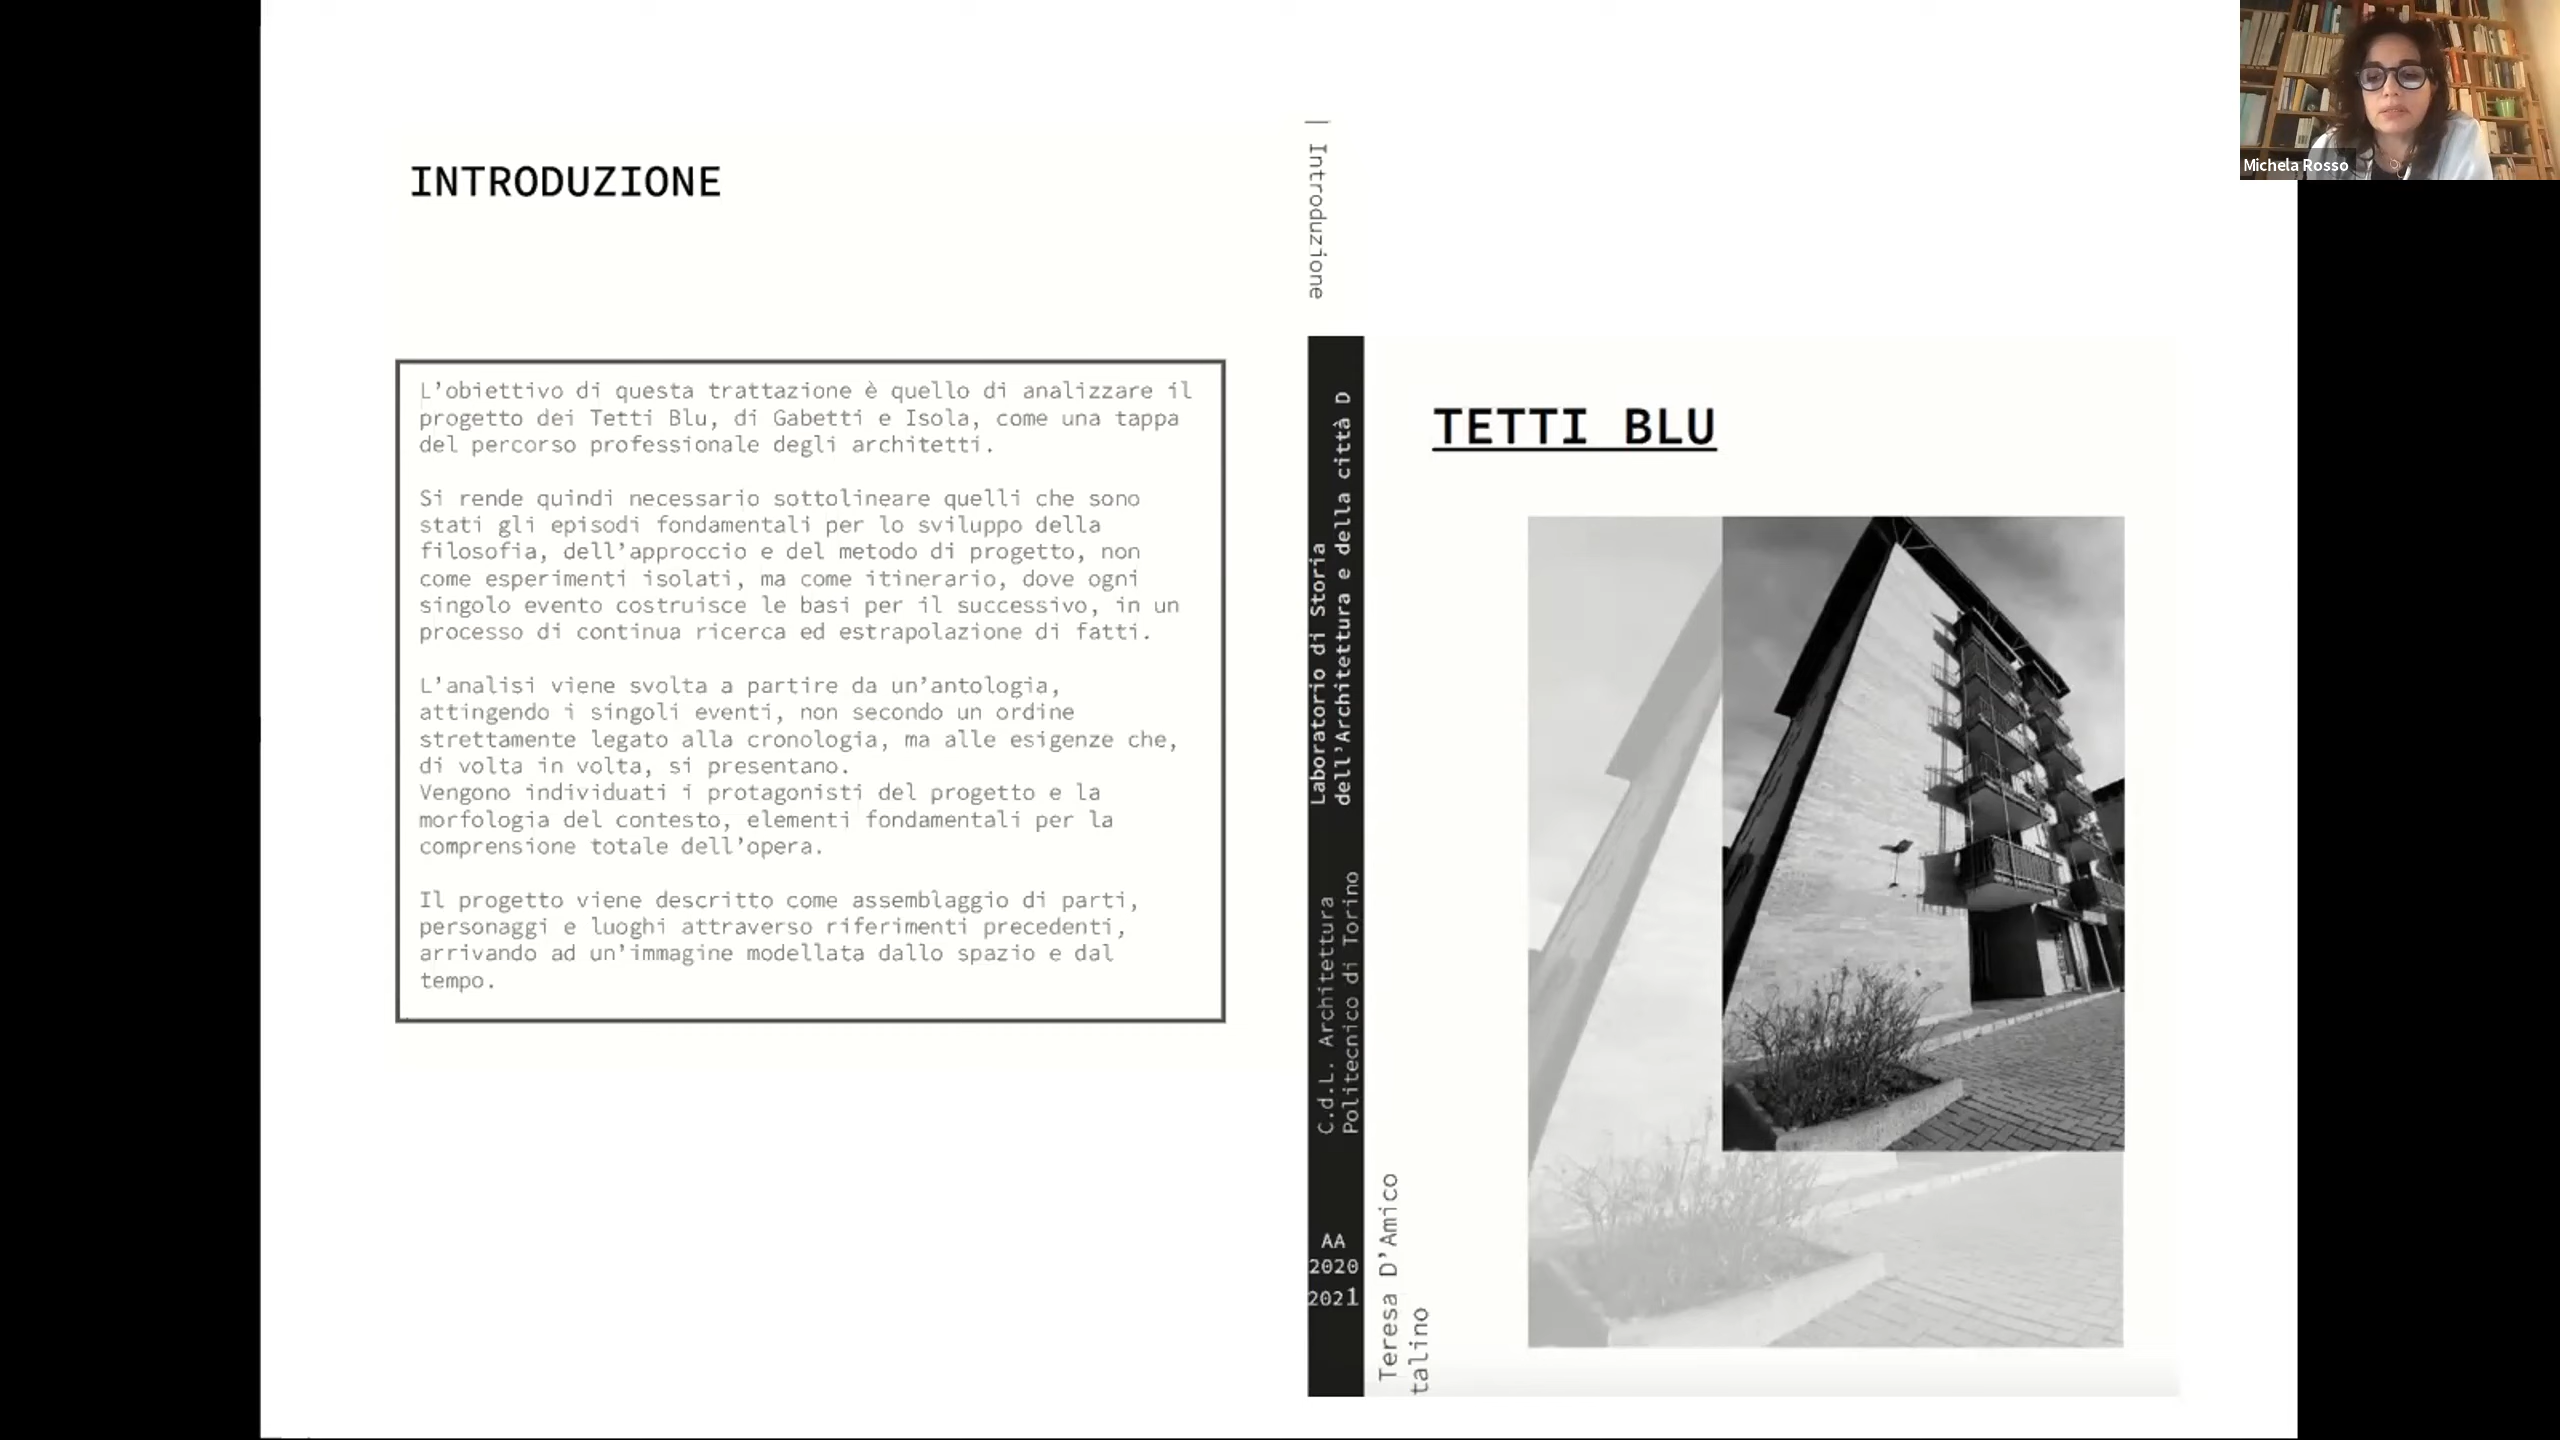 INTRODUZIONE
L'obiettivo di questa trattazione è quello di analizzare il
progetto dei Tetti Blu, di Gabetti e Isola, come una tappa
del percorso professionale degli architetti.
Si rende quindi necessario sottolineare quelli che sono
stati gli episodi fondamentali per lo sviluppo della
filosofia, dell'approccio e del metodo di progetto, non
come esperimenti isolati, ma come itinerario, dove ogni
singolo evento costruisce le basi per il successivo, in un
processo di continua ricerca ed estrapolazione di fatti.
L'analisi viene svolta a partire da un'antologia,
attingendo i singoli eventi, non secondo un ordine
strettamente legato alla cronologia, ma alle esigenze che,
di volta in volta, si presentano.
Vengono individuati i protagonisti del progetto e la
morfologia del contesto, elementi fondamentali per la
comprensione totale dell'opera.
Il progetto viene descritto come assemblaggio di parti,
personaggi e luoghi attraverso riferimenti precedenti,
arrivando ad un'immagine modellata dallo spazio e dal
tempo.
| Introduzione
Laboratorio di Storia
dell'Architettura e della città D
C.d.L. Architettura
Politecnico di Torino
AA
2020
2021
Teresa D'Amico
talino
TETTI BLU
Michela Rosso